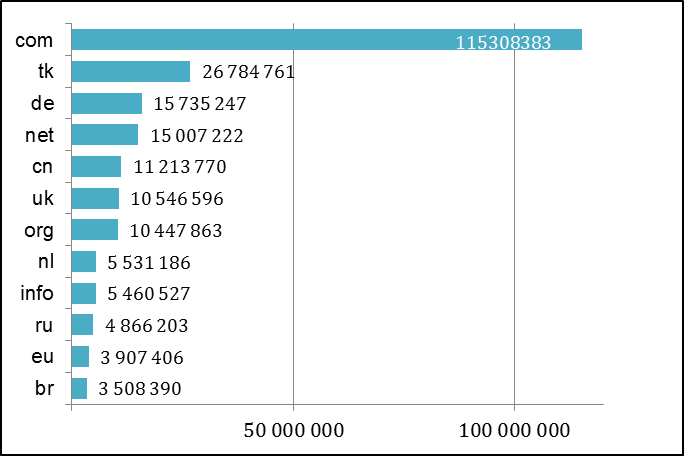 com 115308383
tk 26 784 761
de 15 735 247
net 15 007 222
cn 11 213 770
uk 10 546 596
org 10 447 863
nl 5 531 186
info 5 460 527
ru 4 866 203
eu 3 907 406
br 3 508 390
50 000 000 100 000 000